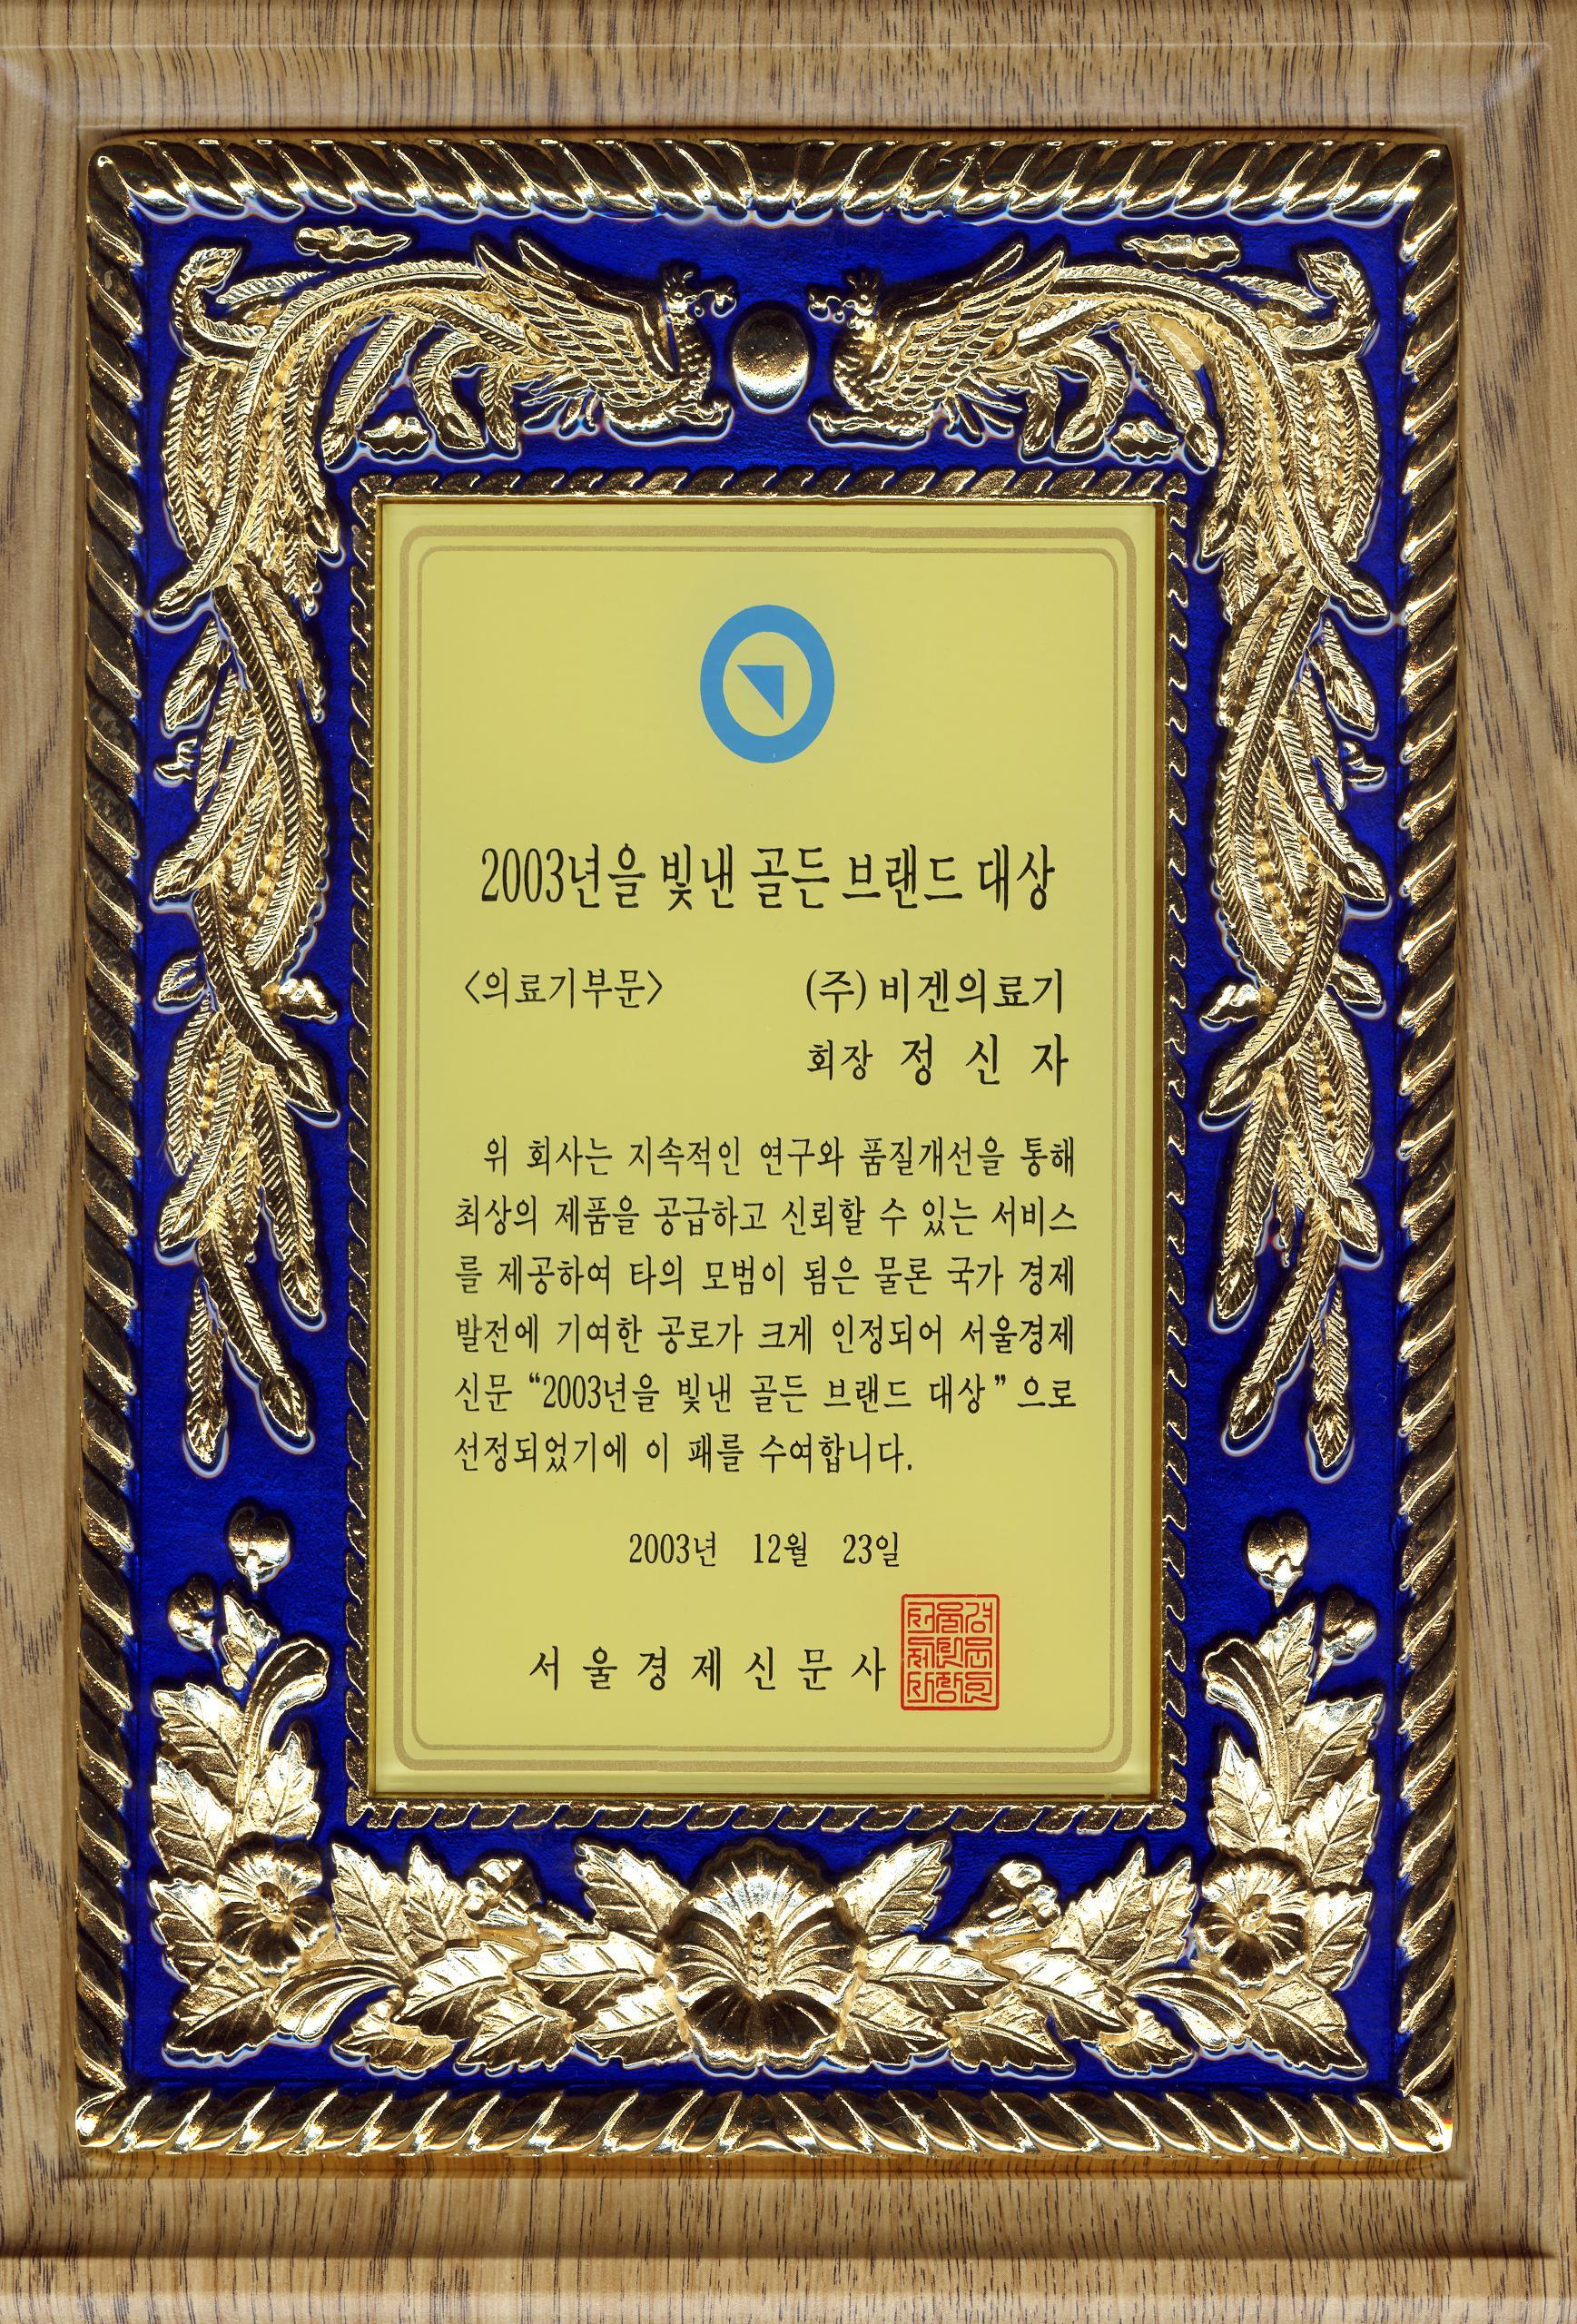 2003년을 빛낸 골든 브랜드 대상
<의료기부문>
(주) 비겐의료기
회장 정 신 자
위 회사는 지속적인 연구와 품질개선을 통해
최상의 제품을 공급하고 신뢰할 수 있는 서비스
를 제공하여 타의 모범이 됨은 물론 국가 경제
발전에 기여한 공로가 크게 인정되어 서울경제
신문 “2003년을 빛낸 골든 브랜드 대상” 으로
선정되었기에 이 패를 수여합니다.
2003년 12월 23일
서울경제신문사